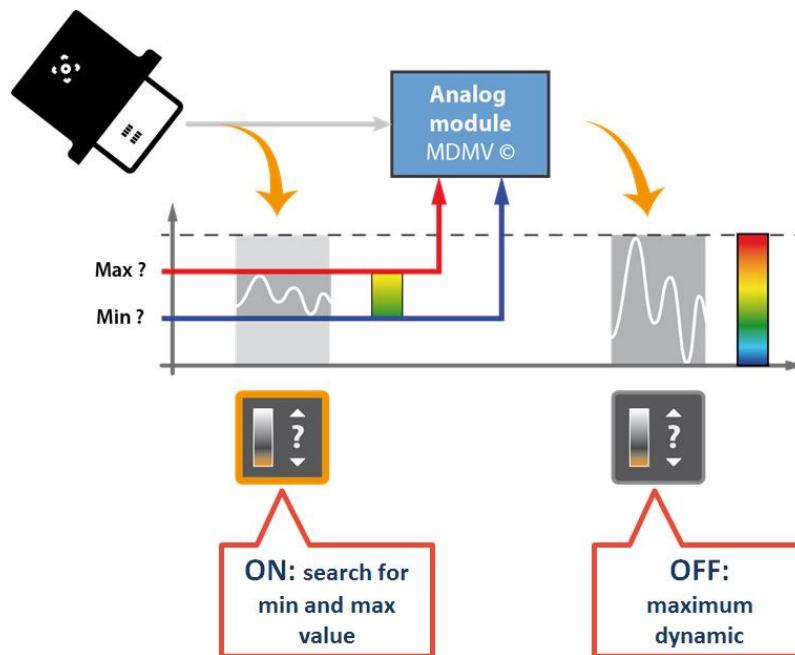 Analog
module
MDMV ©
Max ?
Min ?
?
?
ON: search for
min and max
value
OFF:
maximum
dynamic